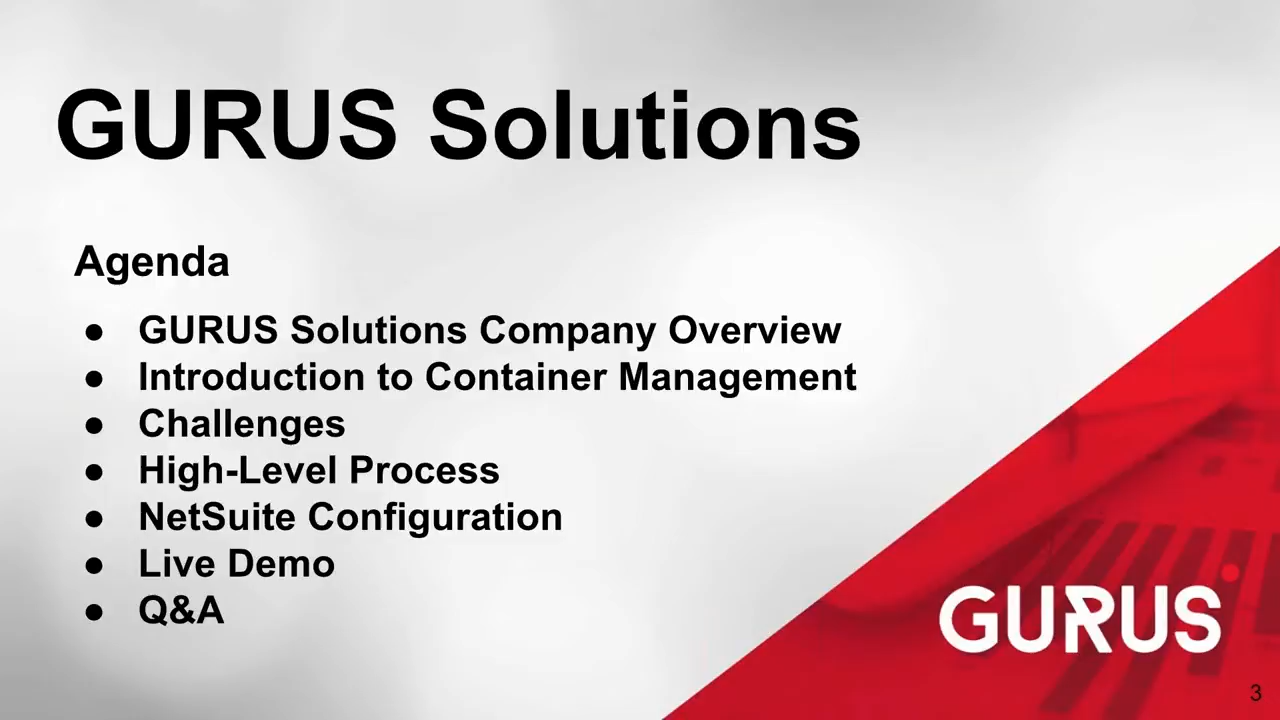 GURUS Solutions
Agenda
● GURUS Solutions Company Overview
● Introduction to Container Management
● Challenges
● High-Level Process
● NetSuite Configuration
● Live Demo
● Q&A
GURUS
3